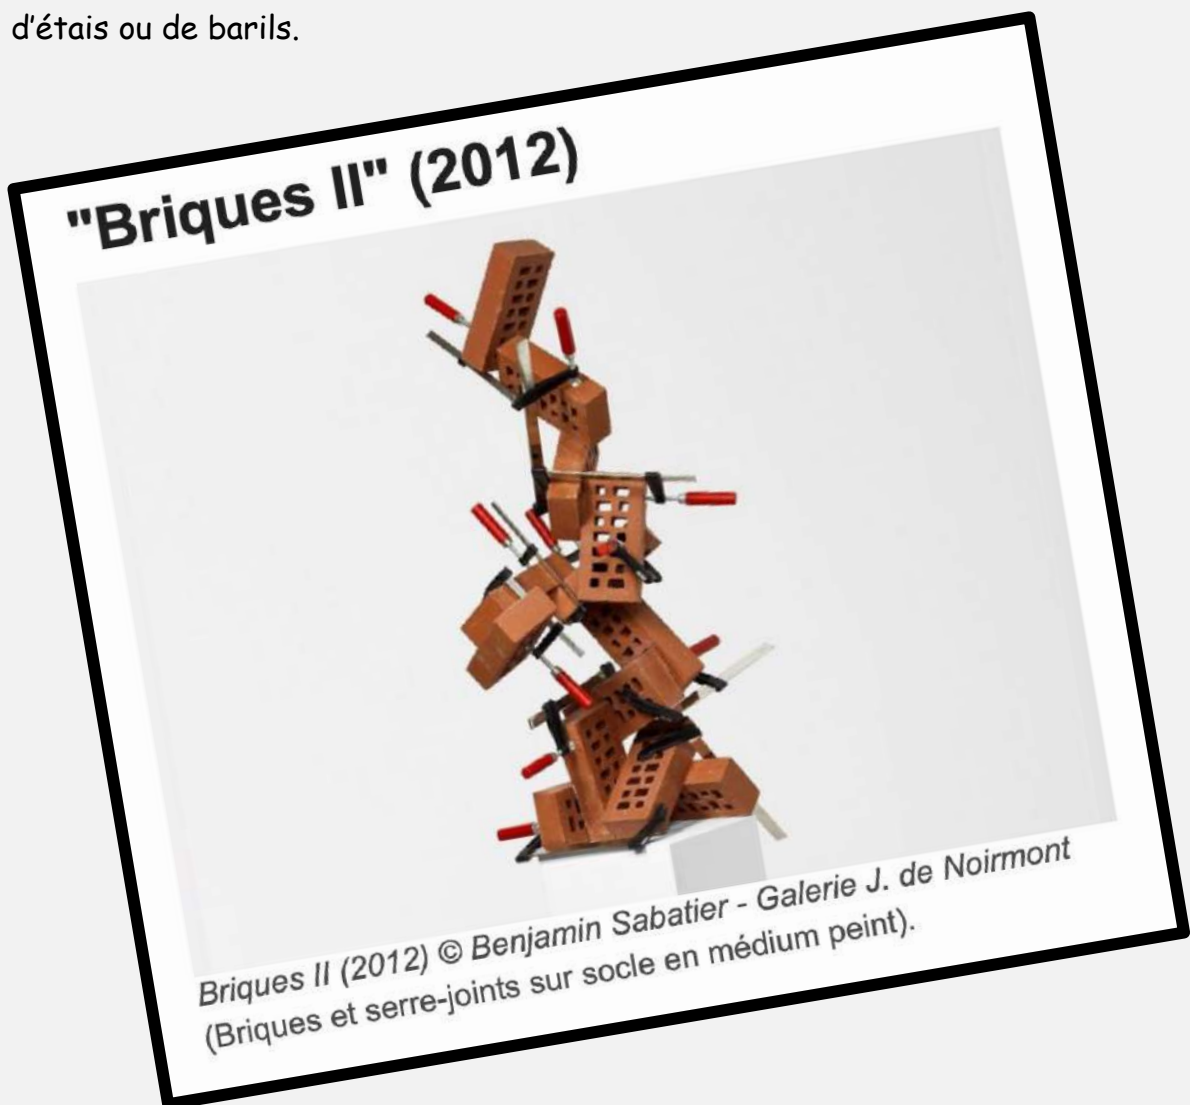 d'étais ou de barils.
"Briques II" (2012)
Briques II (2012) © Benjamin Sabatier - Galerie J. de Noirmont
(Briques et serre-joints sur socle en médium peint).